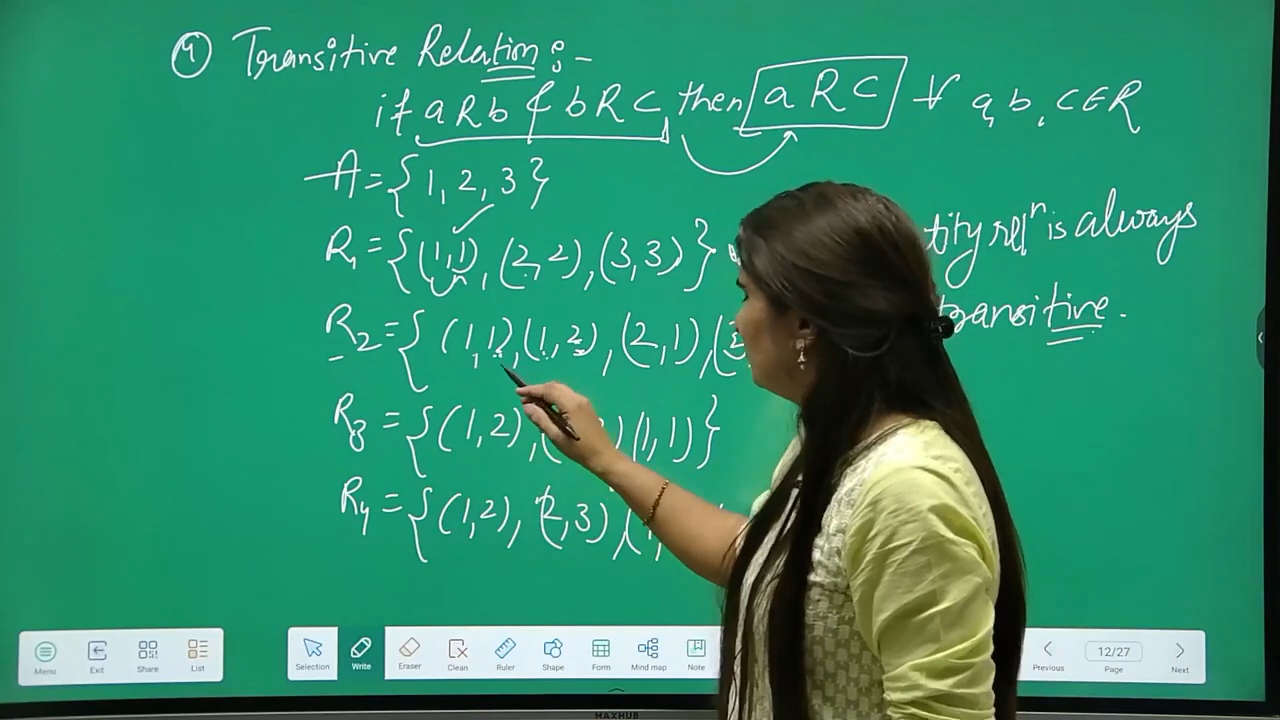 ④ Transitive Relation :-
if aRb & bRc, then aRc ∀ a, b, c ∈ R
A = {1, 2, 3}
R₁ = {(1,1), (2,2), (3,3)}
tity relⁿ is always
transitive.
R₂ = { (1,1), (1,2), (2,1), (
R₃ = {(1,2), ( ) (1,1)}
R₄ = {(1,2), (2,3), (1,
Menu Exit Share List Selection Write Eraser Clean Ruler Shape Form Mind map Note Previous 12/27 Page Next
MAXHUB